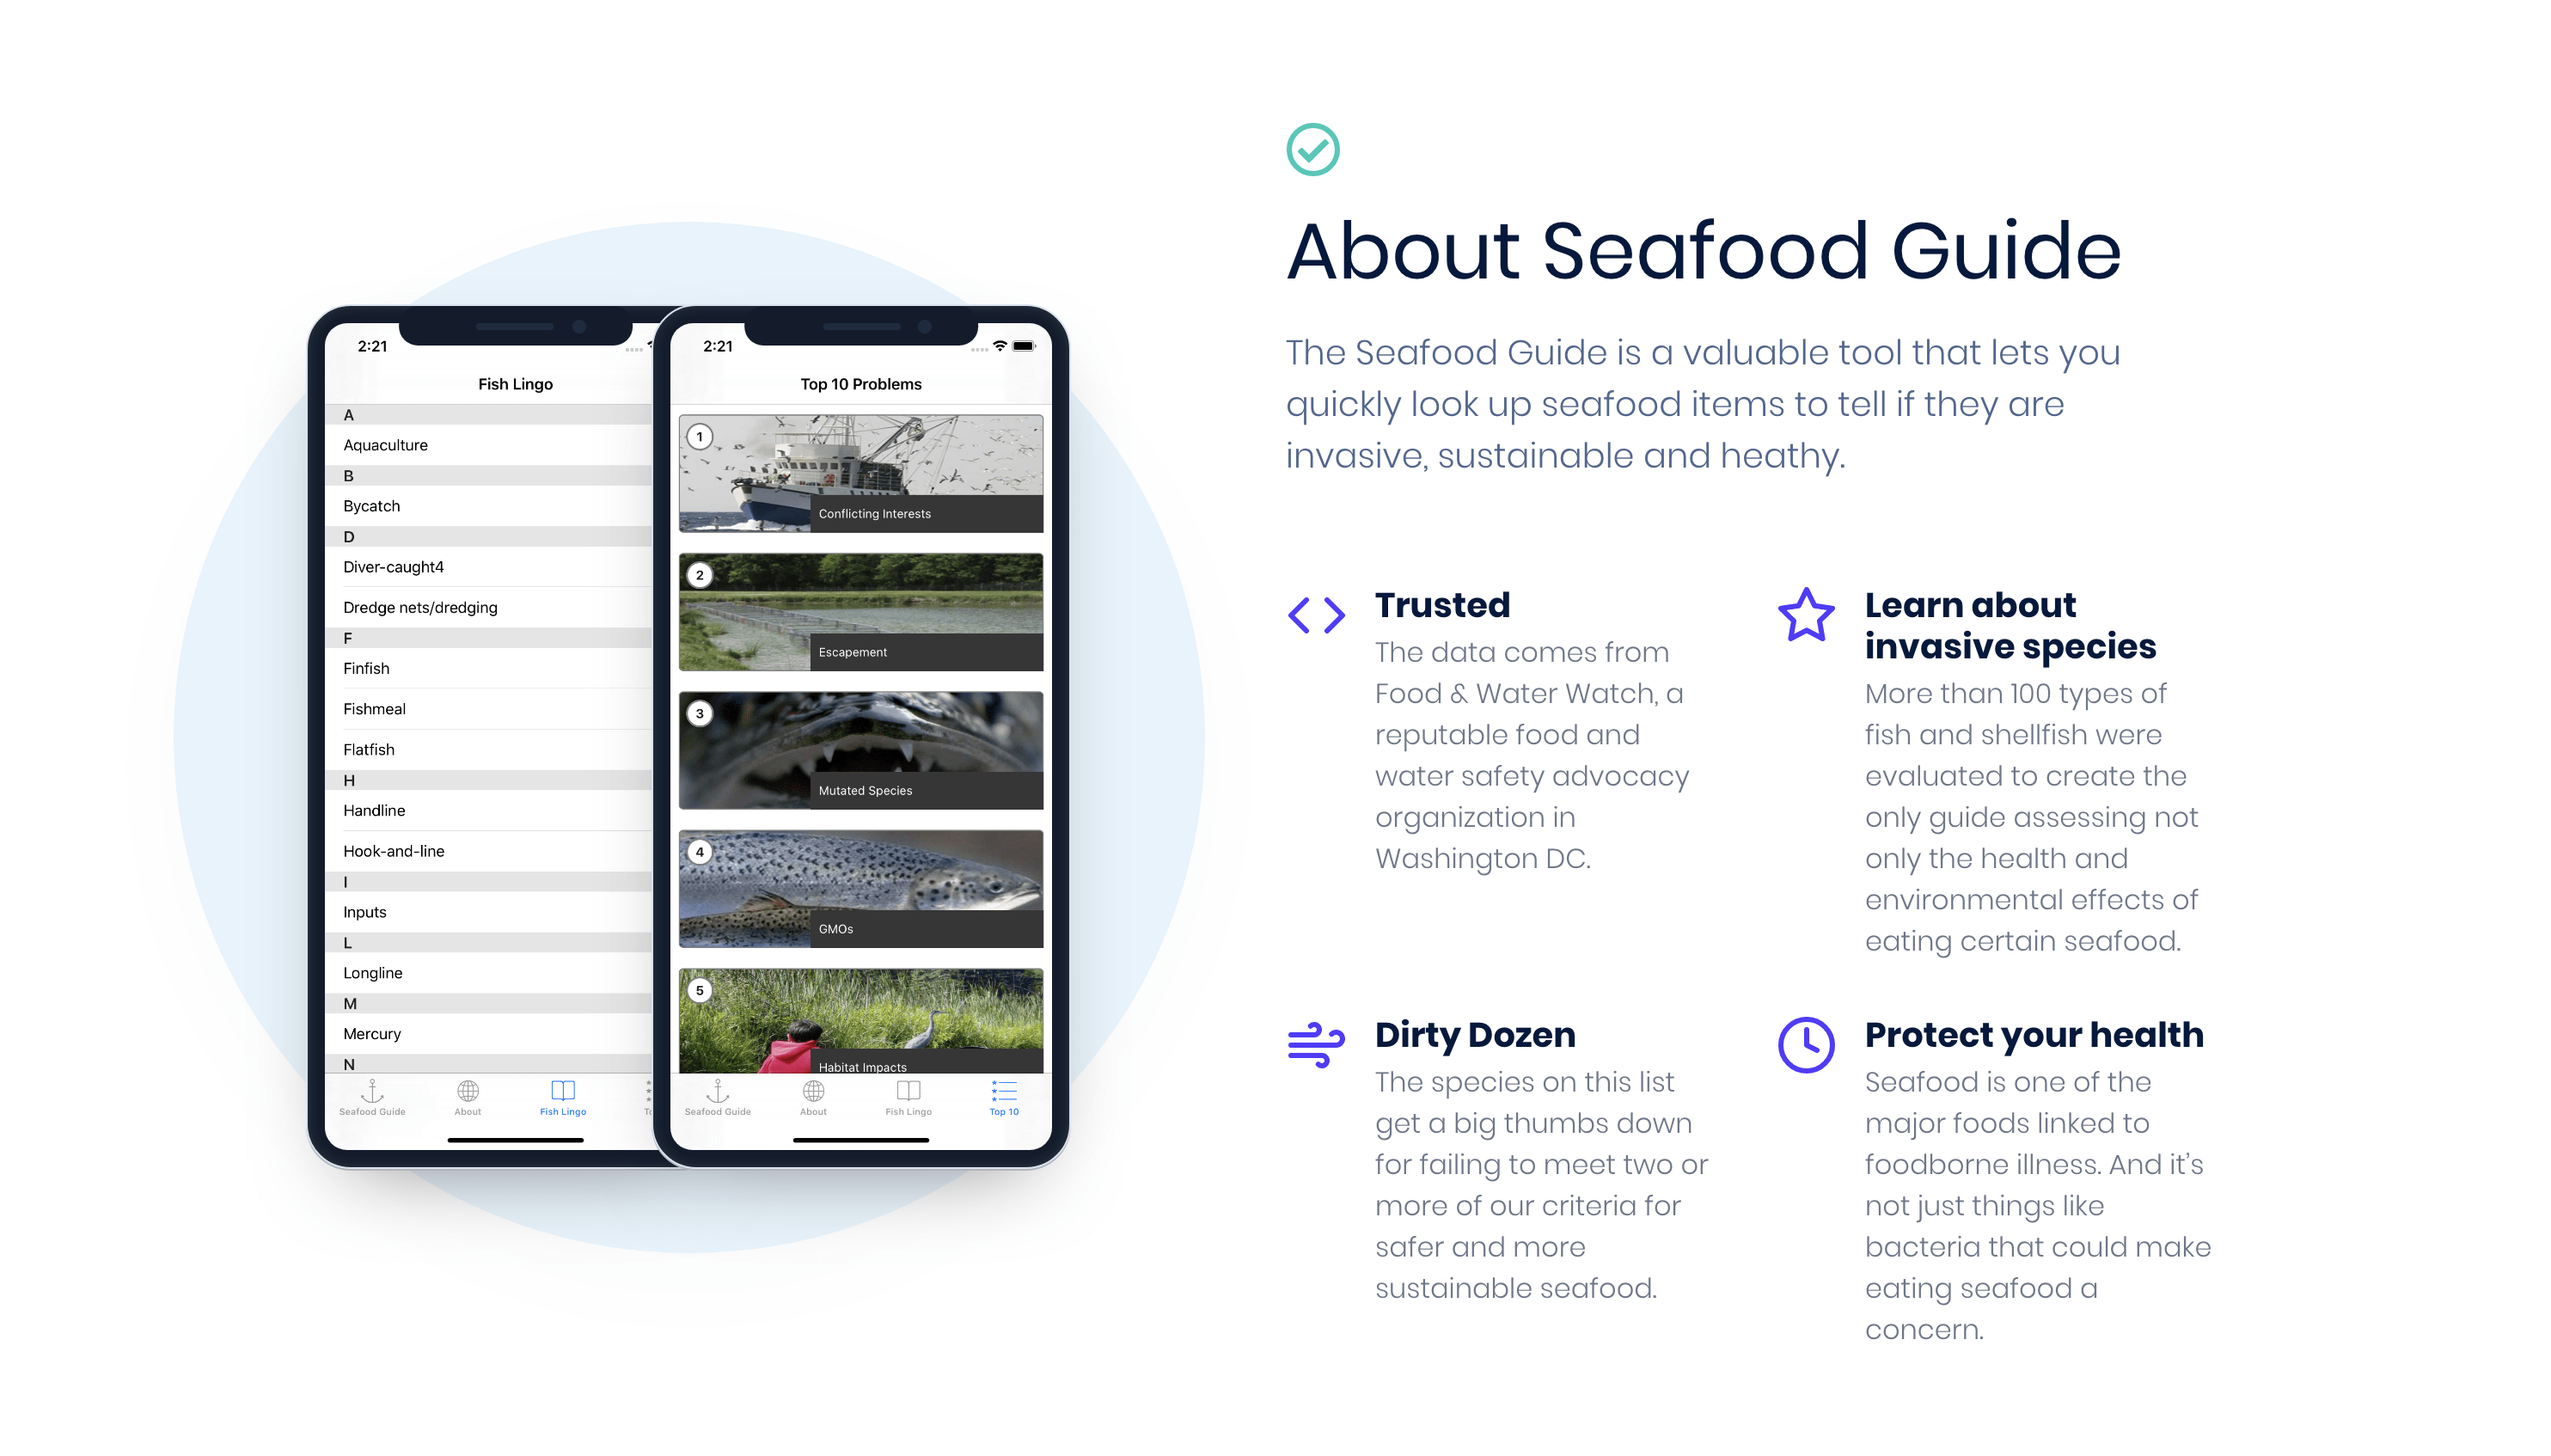 2:21
Fish Lingo
A
Aquaculture
B
Bycatch
D
Diver-caught4
Dredge nets/dredging
F
Finfish
Fishmeal
Flatfish
H
Handline
Hook-and-line
I
Inputs
L
Longline
M
Mercury
N
Seafood Guide
About
Fish Lingo
2:21
Top 10 Problems
1
Conflicting Interests
2
Escapement
3
Mutated Species
4
GMOs
5
Habitat Impacts
Seafood Guide
About
Fish Lingo
Top 10
About Seafood Guide
The Seafood Guide is a valuable tool that lets you
quickly look up seafood items to tell if they are
invasive, sustainable and heathy.
Trusted
The data comes from
Food & Water Watch, a
reputable food and
water safety advocacy
organization in
Washington DC.
Learn about
invasive species
More than 100 types of
fish and shellfish were
evaluated to create the
only guide assessing not
only the health and
environmental effects of
eating certain seafood.
Dirty Dozen
The species on this list
get a big thumbs down
for failing to meet two or
more of our criteria for
safer and more
sustainable seafood.
Protect your health
Seafood is one of the
major foods linked to
foodborne illness. And it’s
not just things like
bacteria that could make
eating seafood a
concern.